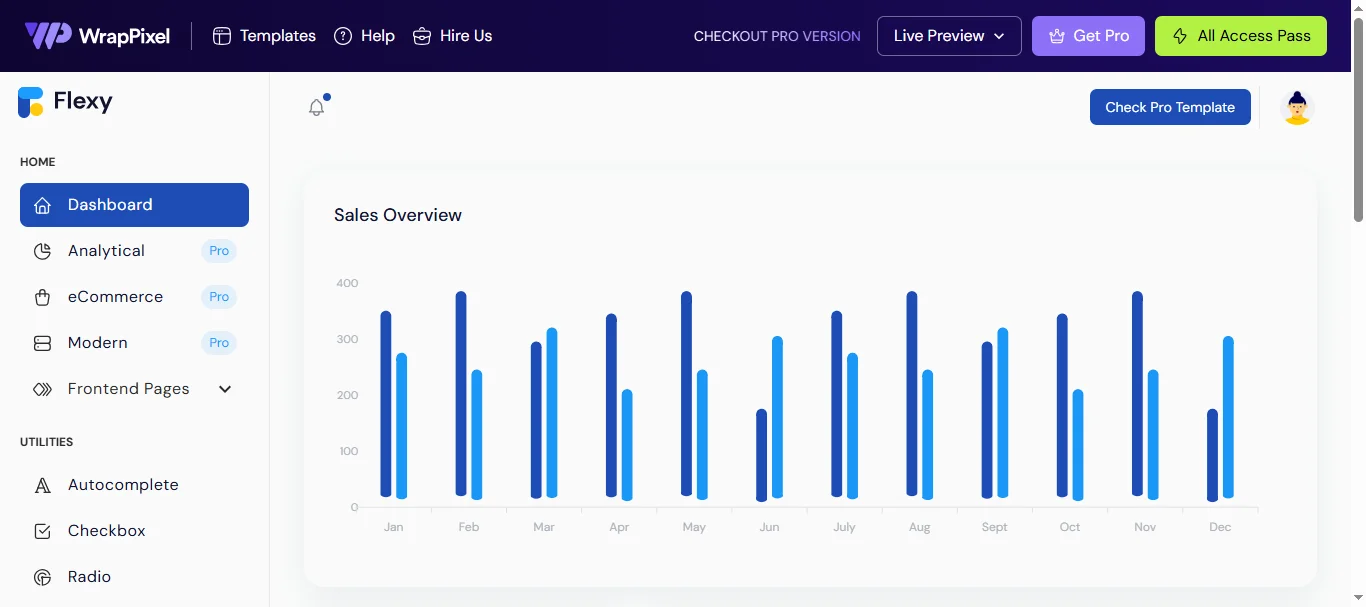 WrapPixel Templates Help Hire Us CHECKOUT PRO VERSION Live Preview Get Pro All Access Pass
Flexy
Check Pro Template
HOME
Dashboard
Analytical Pro
eCommerce Pro
Modern Pro
Frontend Pages
UTILITIES
Autocomplete
Checkbox
Radio
Sales Overview
400
300
200
100
0
Jan Feb Mar Apr May Jun July Aug Sept Oct Nov Dec